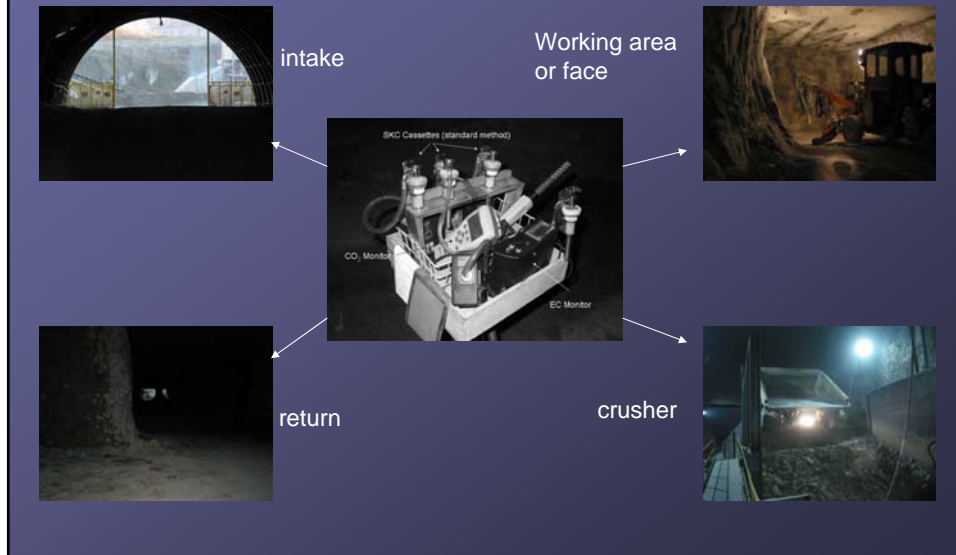 intake
Working area
or face
SKC Cassettes (standard method)
CO2 Monitor
EC Monitor
return
crusher